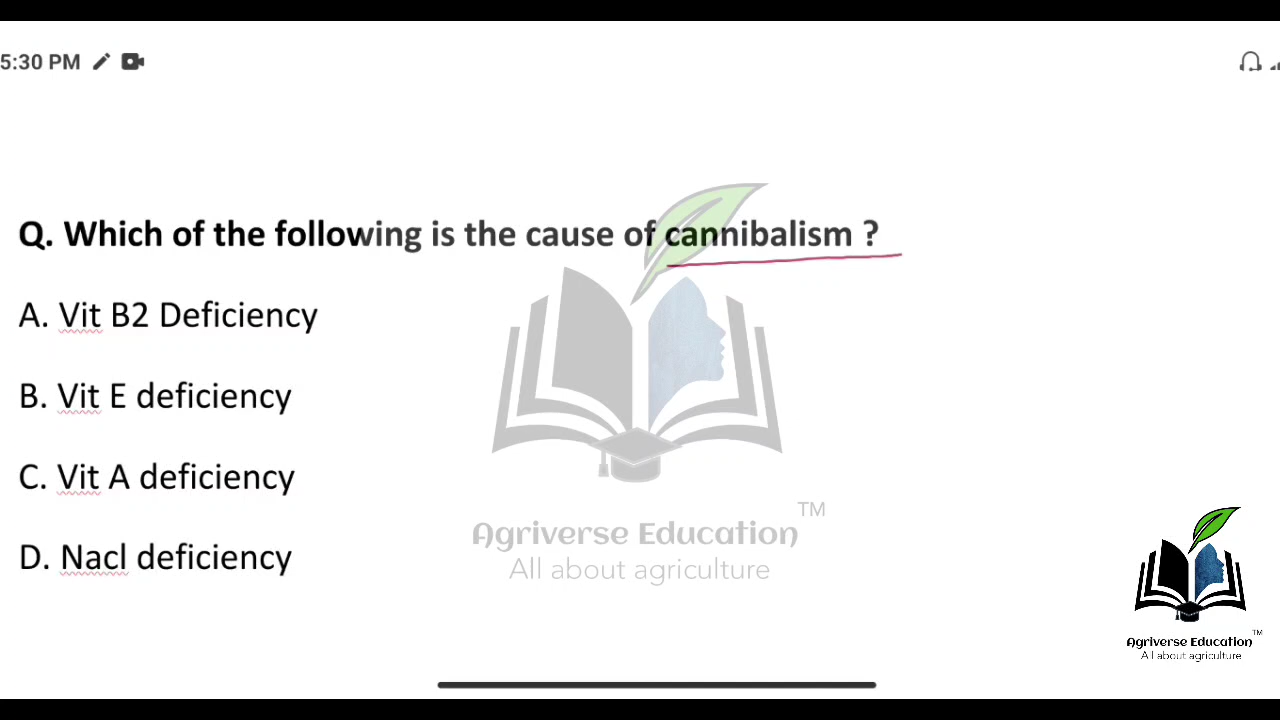 5:30 PM
Q. Which of the following is the cause of cannibalism ?
A. Vit B2 Deficiency
B. Vit E deficiency
C. Vit A deficiency
D. Nacl deficiency
TM
Agriverse Education
All about agriculture
TM
Agriverse Education
All about agriculture